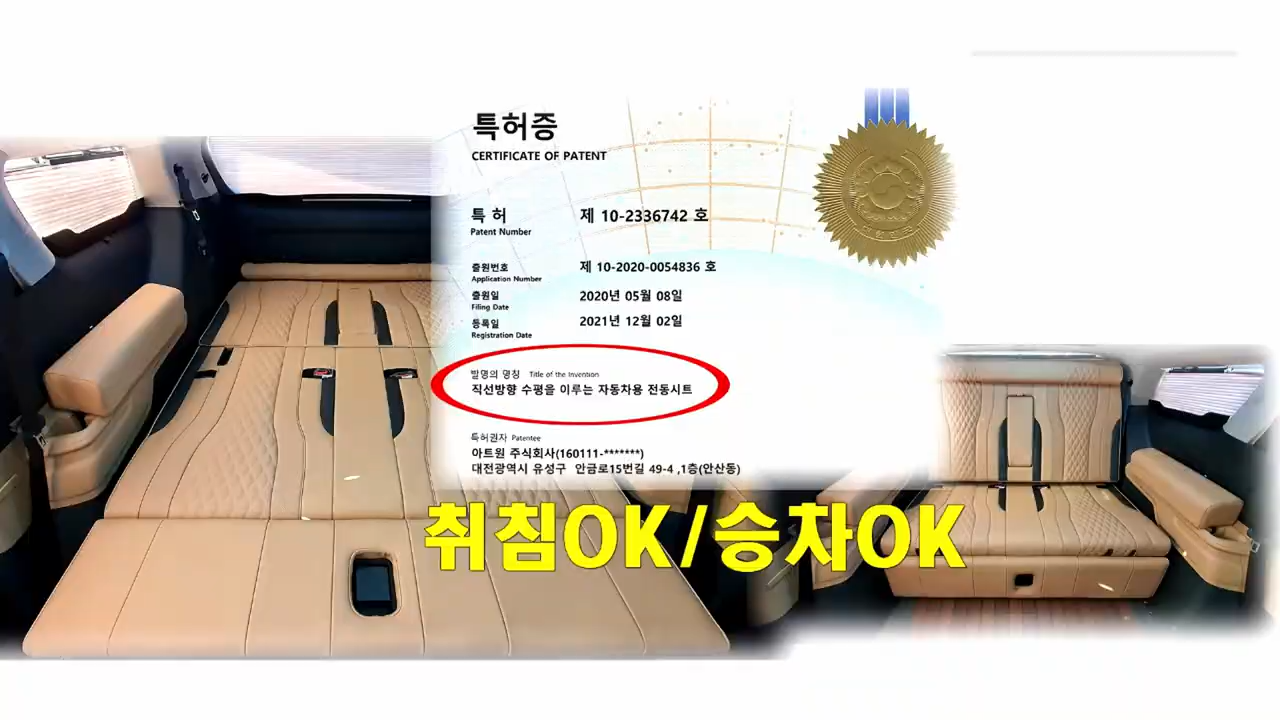 특허증
CERTIFICATE OF PATENT
특 허 제 10-2336742 호
Patent Number
출원번호 제 10-2020-0054836 호
Application Number
출원일 2020년 05월 08일
Filing Date
등록일 2021년 12월 02일
Registration Date
발명의 명칭 Title of the Invention
직선방향 수평을 이루는 자동차용 전동시트
특허권자 Patentee
아트원 주식회사(160111-*******)
대전광역시 유성구 안금로15번길 49-4 ,1층(안산동)
취침OK/승차OK